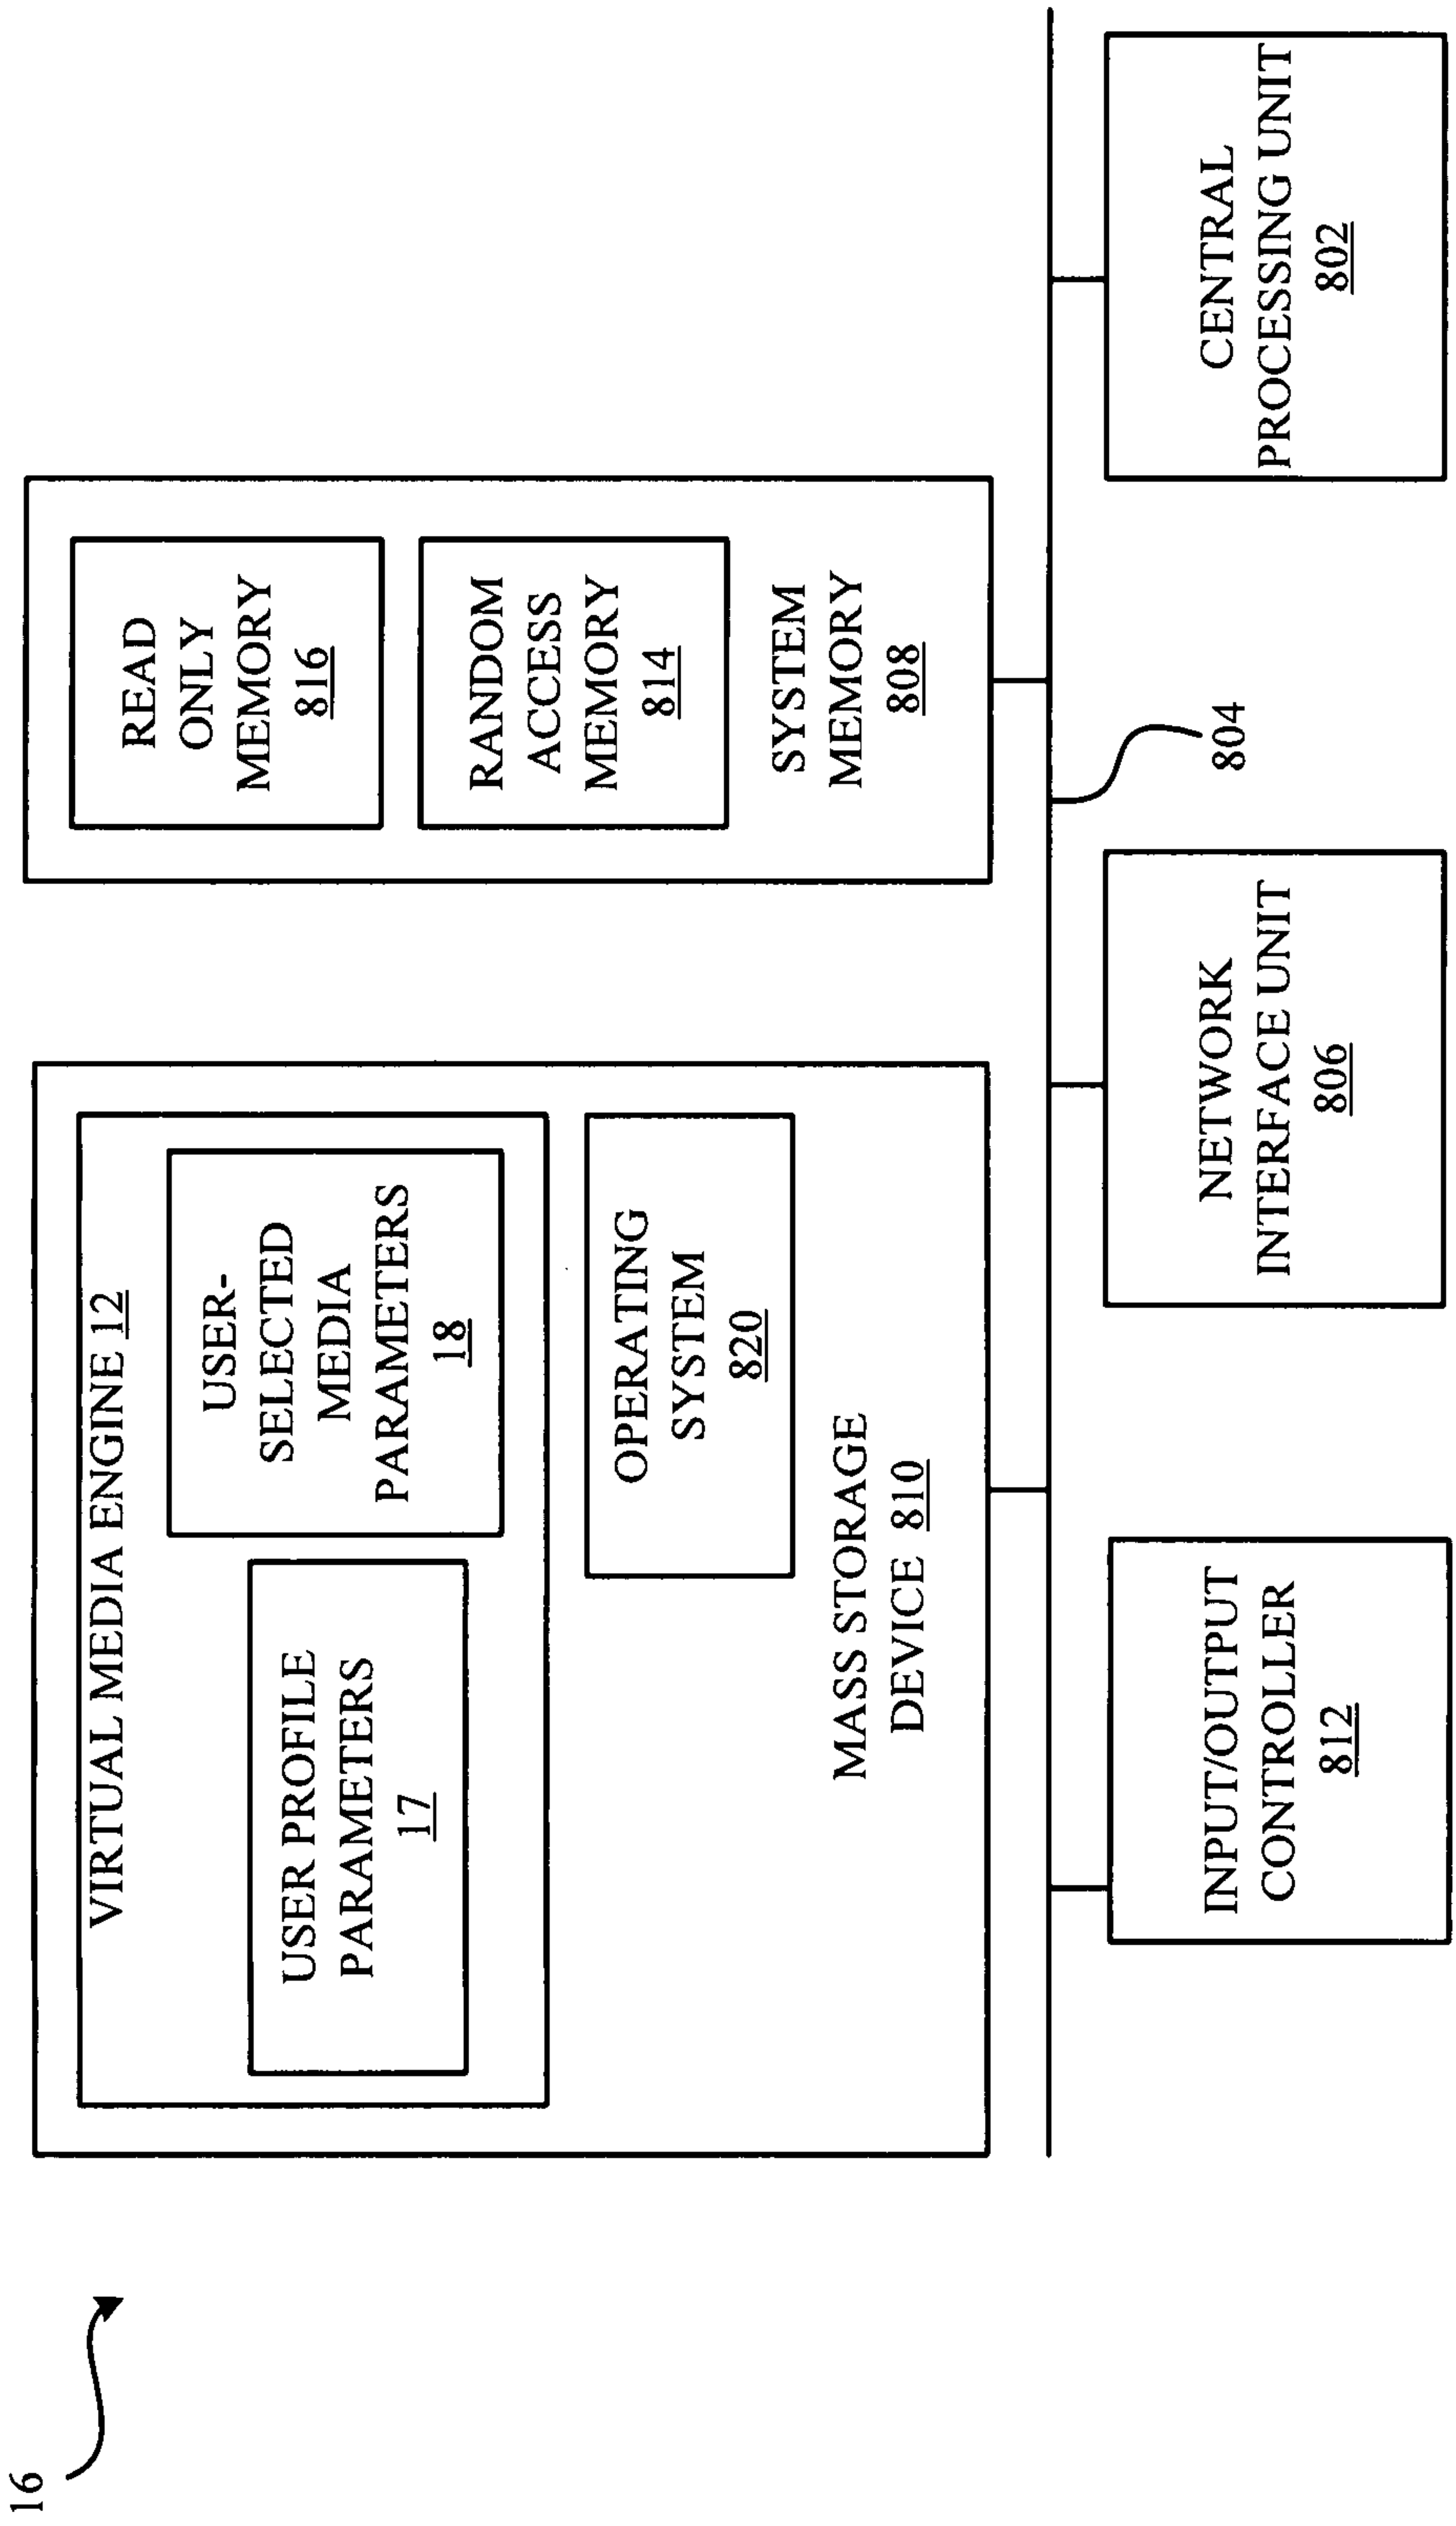 16
VIRTUAL MEDIA ENGINE 12
USER PROFILE
PARAMETERS
17
USER-
SELECTED
MEDIA
PARAMETERS
18
OPERATING
SYSTEM
820
MASS STORAGE
DEVICE 810
READ
ONLY
MEMORY
816
RANDOM
ACCESS
MEMORY
814
SYSTEM
MEMORY
808
804
INPUT/OUTPUT
CONTROLLER
812
NETWORK
INTERFACE UNIT
806
CENTRAL
PROCESSING UNIT
802